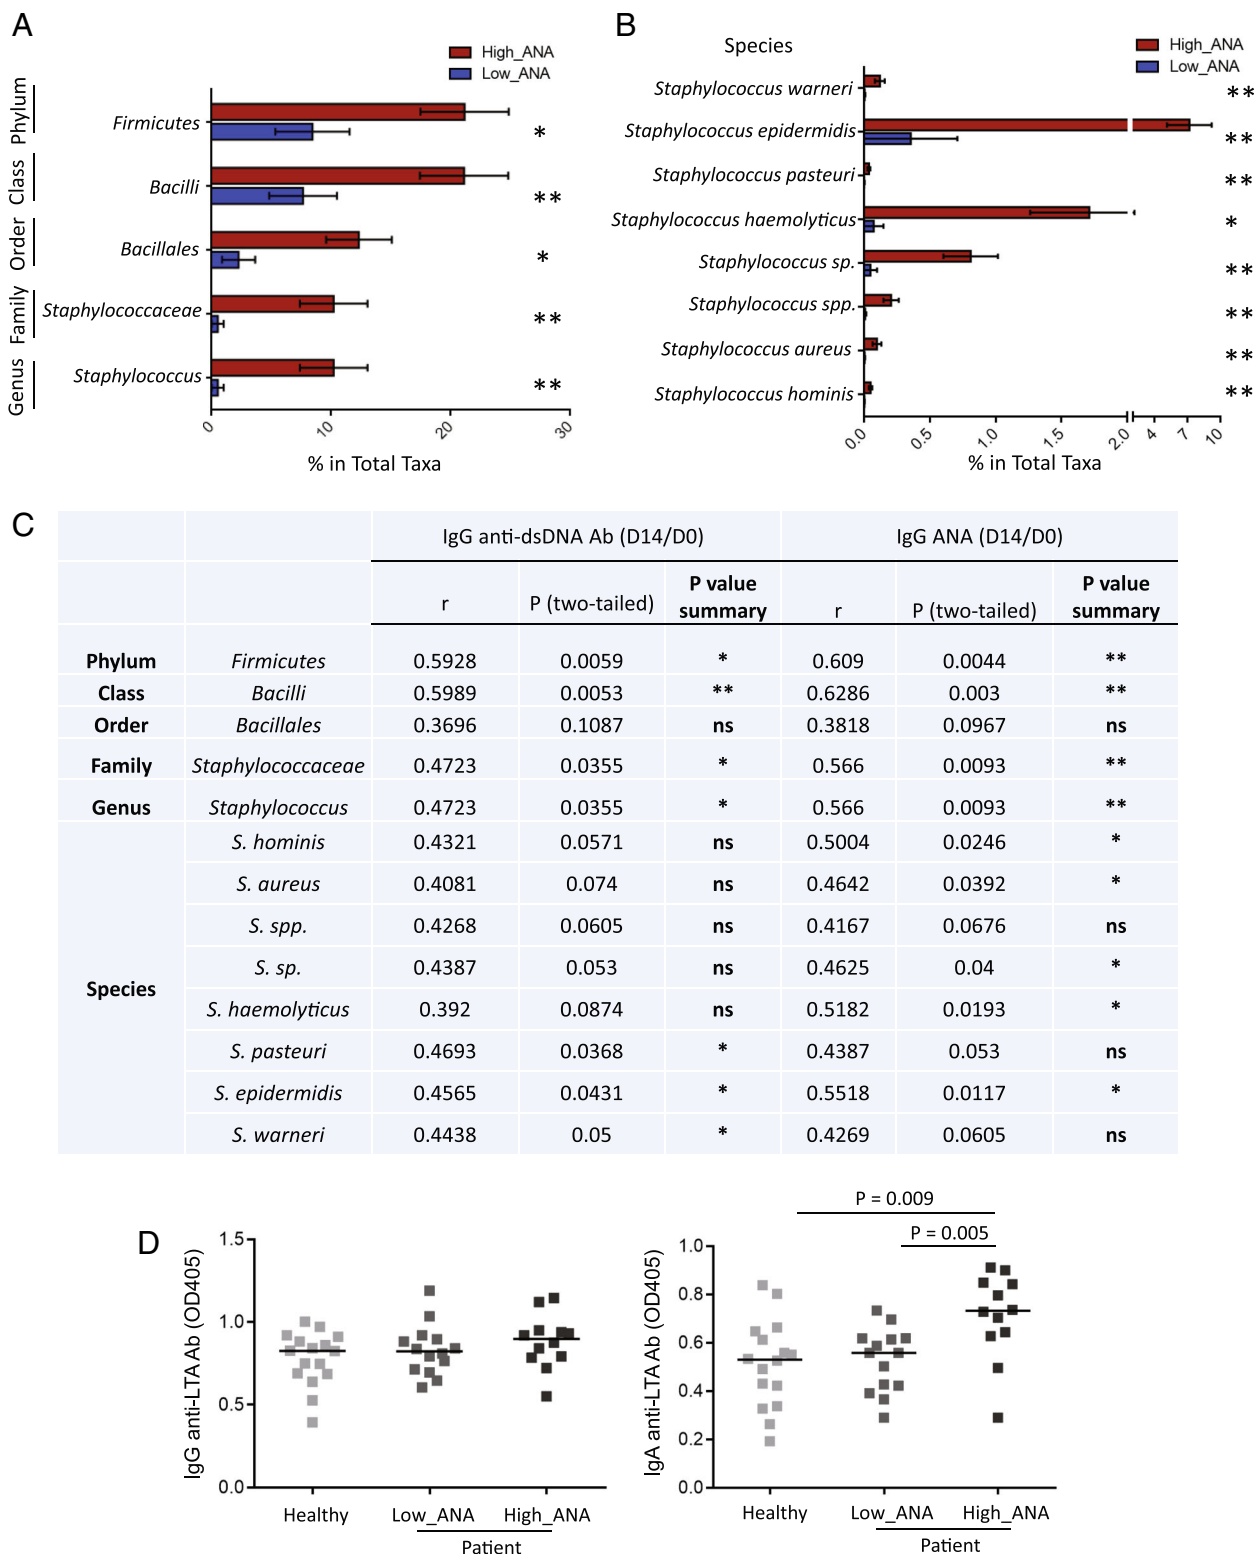 A
High_ANA
Low_ANA
Phylum
Class
Order
Family
Genus
Firmicutes
*
Bacilli
**
Bacillales
*
Staphylococcaceae
**
Staphylococcus
**
0 10 20 30
% in Total Taxa
B
Species
High_ANA
Low_ANA
Staphylococcus warneri
**
Staphylococcus epidermidis
**
Staphylococcus pasteuri
**
Staphylococcus haemolyticus
*
Staphylococcus sp.
**
Staphylococcus spp.
**
Staphylococcus aureus
**
Staphylococcus hominis
**
0.0 0.5 1.0 1.5 2.0 4 7 10
% in Total Taxa
C
IgG anti-dsDNA Ab (D14/D0) IgG ANA (D14/D0)
r P (two-tailed) P value summary r P (two-tailed) P value summary
Phylum Firmicutes 0.5928 0.0059 * 0.609 0.0044 **
Class Bacilli 0.5989 0.0053 ** 0.6286 0.003 **
Order Bacillales 0.3696 0.1087 ns 0.3818 0.0967 ns
Family Staphylococcaceae 0.4723 0.0355 * 0.566 0.0093 **
Genus Staphylococcus 0.4723 0.0355 * 0.566 0.0093 **
Species
S. hominis 0.4321 0.0571 ns 0.5004 0.0246 *
S. aureus 0.4081 0.074 ns 0.4642 0.0392 *
S. spp. 0.4268 0.0605 ns 0.4167 0.0676 ns
S. sp. 0.4387 0.053 ns 0.4625 0.04 *
S. haemolyticus 0.392 0.0874 ns 0.5182 0.0193 *
S. pasteuri 0.4693 0.0368 * 0.4387 0.053 ns
S. epidermidis 0.4565 0.0431 * 0.5518 0.0117 *
S. warneri 0.4438 0.05 * 0.4269 0.0605 ns
D
IgG anti-LTA Ab (OD405)
1.5
1.0
0.5
0.0
Healthy Low_ANA High_ANA
Patient
P = 0.009
P = 0.005
IgA anti-LTA Ab (OD405)
1.0
0.8
0.6
0.4
0.2
0.0
Healthy Low_ANA High_ANA
Patient